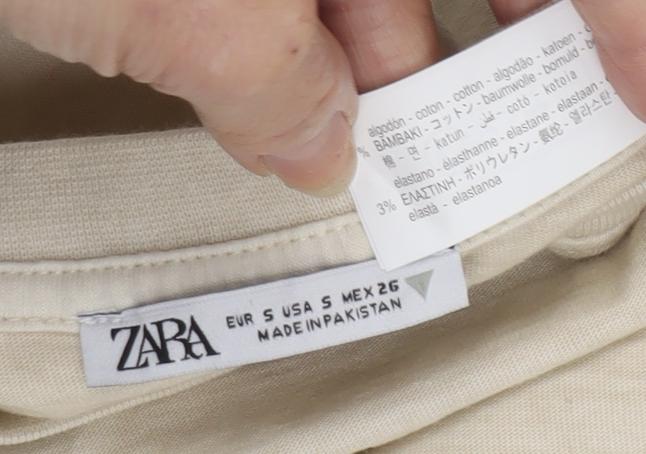 algodón - coton - cotton - algodão - katoen -
% BAMBAKI - コットン - baumwolle - bomuld -
棉 - 면 - katun - قطن - cotó - kotoia
elastano - élasthanne - elastane - elastaan -
3% ΕΛΑΣΤΙΝΗ - ポリウレタン - 氨纶 - 엘라스탄
elastà - elastanoa
ZARA
EUR S USA S MEX 26
MADE IN PAKISTAN